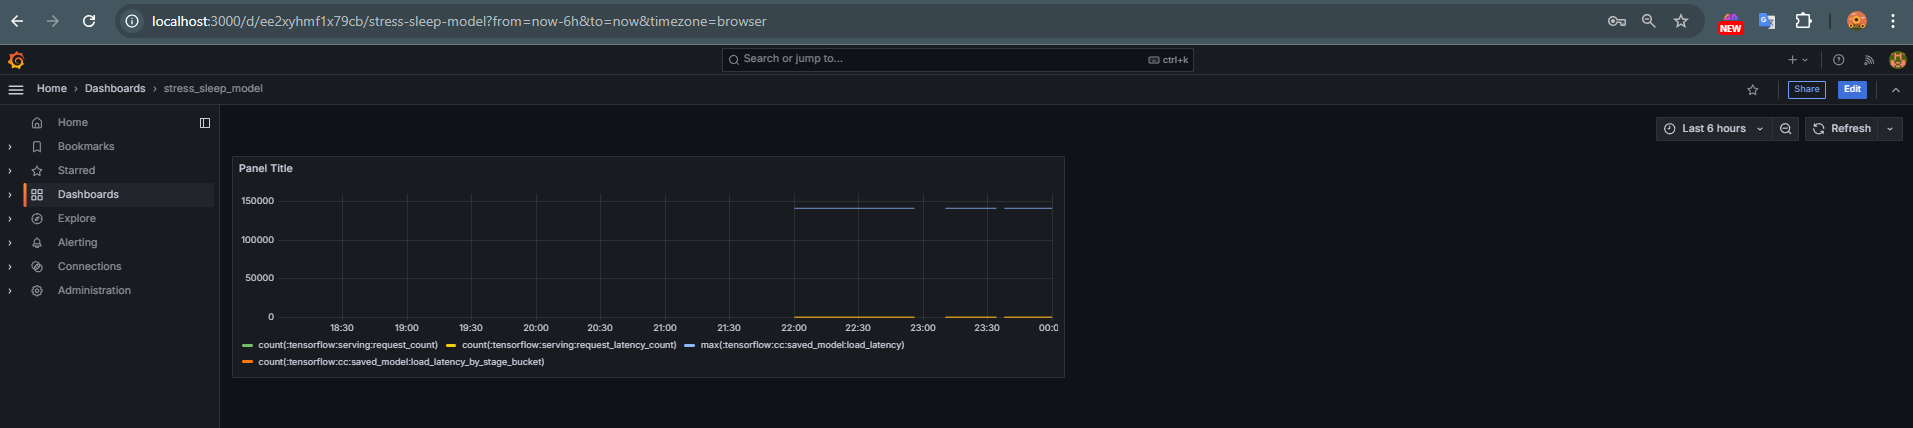 localhost:3000/d/ee2xyhmf1x79cb/stress-sleep-model?from=now-6h&to=now&timezone=browser
NEW
Search or jump to...
ctrl+k
Home › Dashboards › stress_sleep_model
Share
Edit
Home
Bookmarks
Starred
Dashboards
Explore
Alerting
Connections
Administration
Last 6 hours
Refresh
Panel Title
150000
100000
50000
0
18:30 19:00 19:30 20:00 20:30 21:00 21:30 22:00 22:30 23:00 23:30 00:0
count(:tensorflow:serving:request_count) count(:tensorflow:serving:request_latency_count) max(:tensorflow:cc:saved_model:load_latency)
count(:tensorflow:cc:saved_model:load_latency_by_stage_bucket)